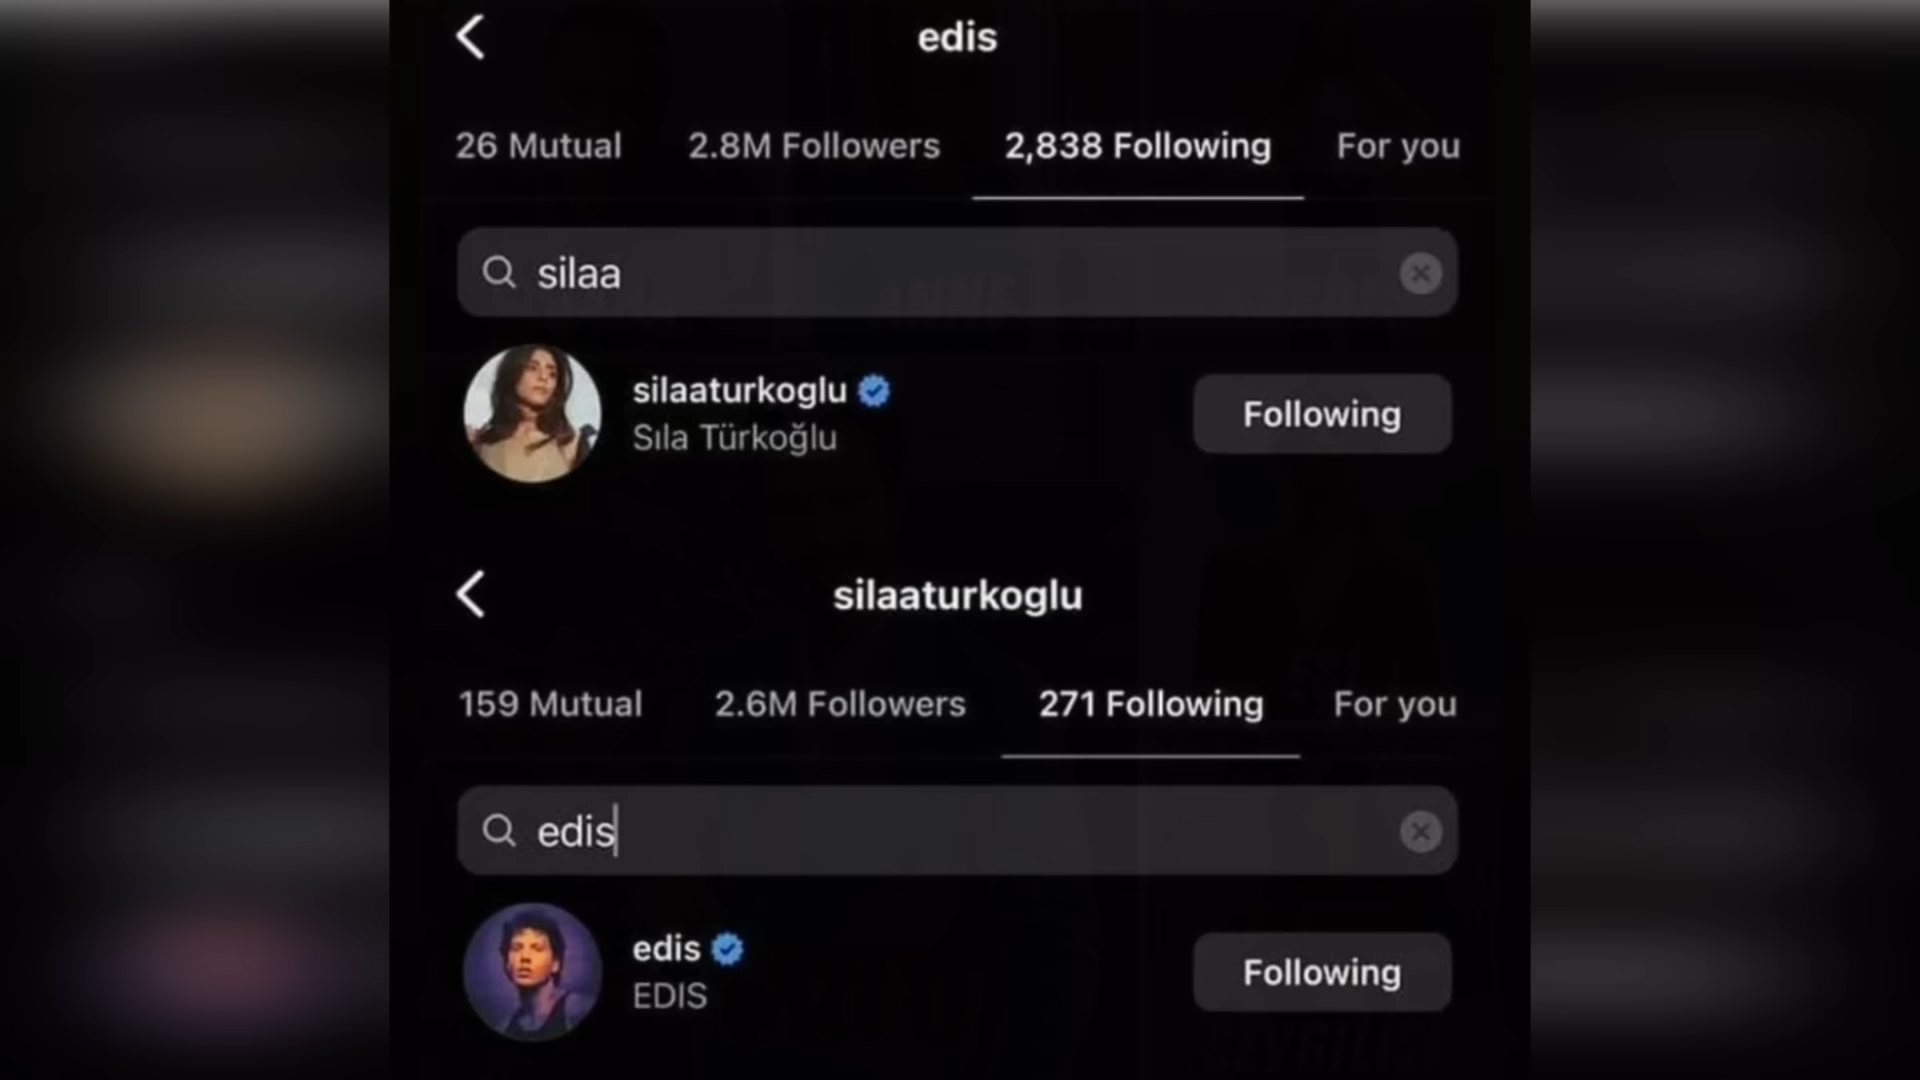 edis
26 Mutual 2.8M Followers 2,838 Following For you
silaa
silaaturkoglu
Sıla Türkoğlu
Following
silaaturkoglu
159 Mutual 2.6M Followers 271 Following For you
edis
edis
EDIS
Following